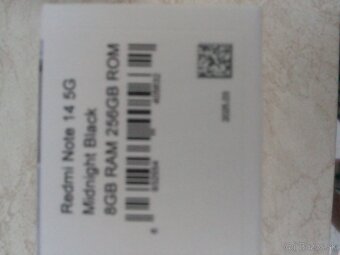 Redmi Note 14 5G
Midnight Black
8GB RAM 256GB ROM